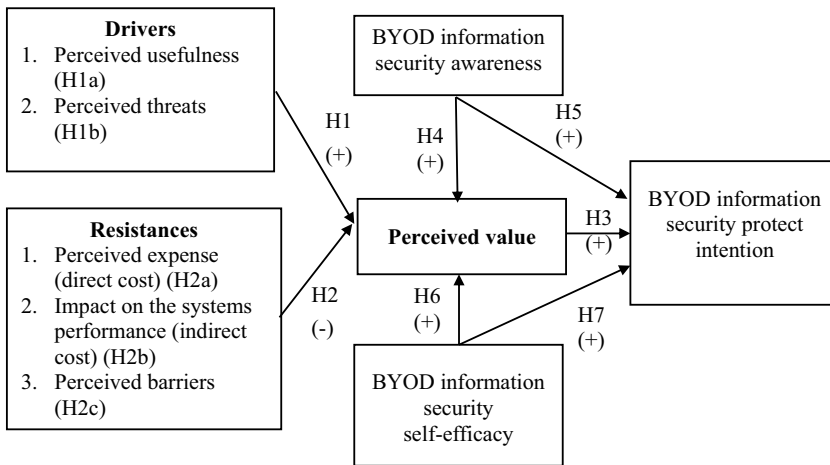 Drivers
1. Perceived usefulness
(H1a)
2. Perceived threats
(H1b)
BYOD information
security awareness
H1
(+)
H4
(+)
H5
(+)
Resistances
1. Perceived expense
(direct cost) (H2a)
2. Impact on the systems
performance (indirect
cost) (H2b)
3. Perceived barriers
(H2c)
Perceived value
H3
(+)
BYOD information
security protect
intention
H2
(-)
H6
(+)
H7
(+)
BYOD information
security
self-efficacy